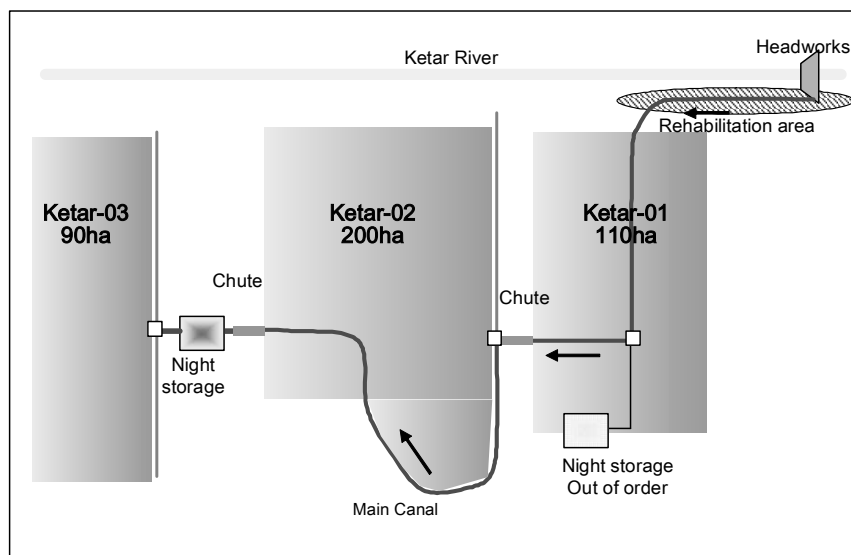 Headworks
Ketar River
Rehabilitation area
Ketar-03
90ha
Ketar-02
200ha
Ketar-01
110ha
Chute
Chute
Night
storage
Night storage
Out of order
Main Canal